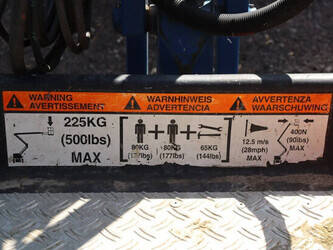 WARNING
AVERTISSEMENT
WARNHINWEIS
ADVERTENCIA
AVVERTENZA
WAARSCHUWING
225KG
(500lbs)
MAX
80KG
(177lbs)
80KG
(177lbs)
65KG
(144lbs)
12.5 m/s
(28mph)
MAX
400N
(90lbs)
MAX